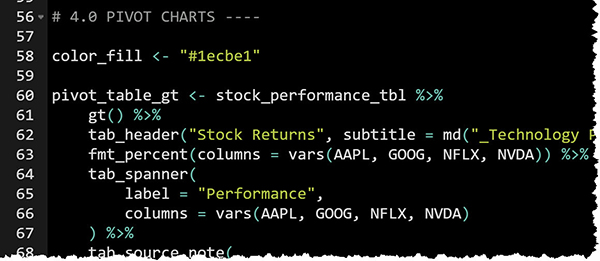 56 # 4.0 PIVOT CHARTS ----
57
58 color_fill <- "#1ecbe1"
59
60 pivot_table_gt <- stock_performance_tbl %>%
61 gt() %>%
62 tab_header("Stock Returns", subtitle = md("_Technology
63 fmt_percent(columns = vars(AAPL, GOOG, NFLX, NVDA)) %>%
64 tab_spanner(
65 label = "Performance",
66 columns = vars(AAPL, GOOG, NFLX, NVDA)
67 ) %>%
68 tab_source_note(